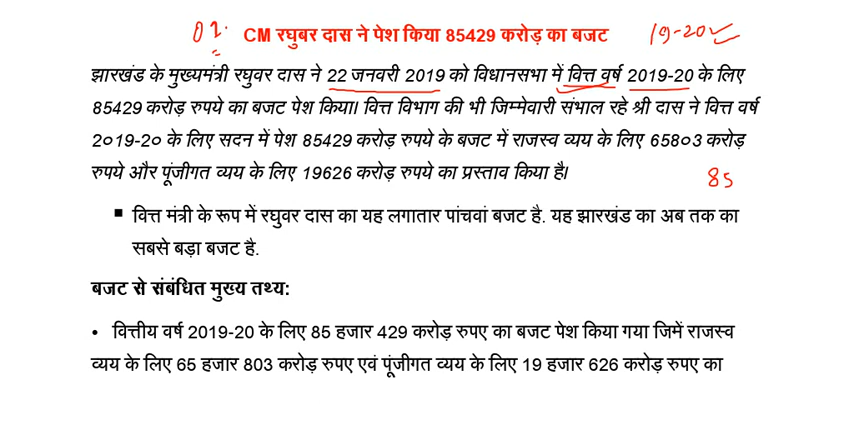 02. CM रघुबर दास ने पेश किया 85429 करोड़ का बजट 19-20
झारखंड के मुख्यमंत्री रघुवर दास ने 22 जनवरी 2019 को विधानसभा में वित्त वर्ष 2019-20 के लिए
85429 करोड़ रुपये का बजट पेश किया। वित्त विभाग की भी जिम्मेवारी संभाल रहे श्री दास ने वित्त वर्ष
2०19-2० के लिए सदन में पेश 85429 करोड़ रुपये के बजट में राजस्व व्यय के लिए 658०3 करोड़
रुपये और पूंजीगत व्यय के लिए 19626 करोड़ रुपये का प्रस्ताव किया है।
85
▪ वित्त मंत्री के रूप में रघुवर दास का यह लगातार पांचवां बजट है. यह झारखंड का अब तक का
सबसे बड़ा बजट है.
बजट से संबंधित मुख्य तथ्य:
• वित्तीय वर्ष 2019-20 के लिए 85 हजार 429 करोड़ रुपए का बजट पेश किया गया जिमें राजस्व
व्यय के लिए 65 हजार 803 करोड़ रुपए एवं पूंजीगत व्यय के लिए 19 हजार 626 करोड़ रुपए का